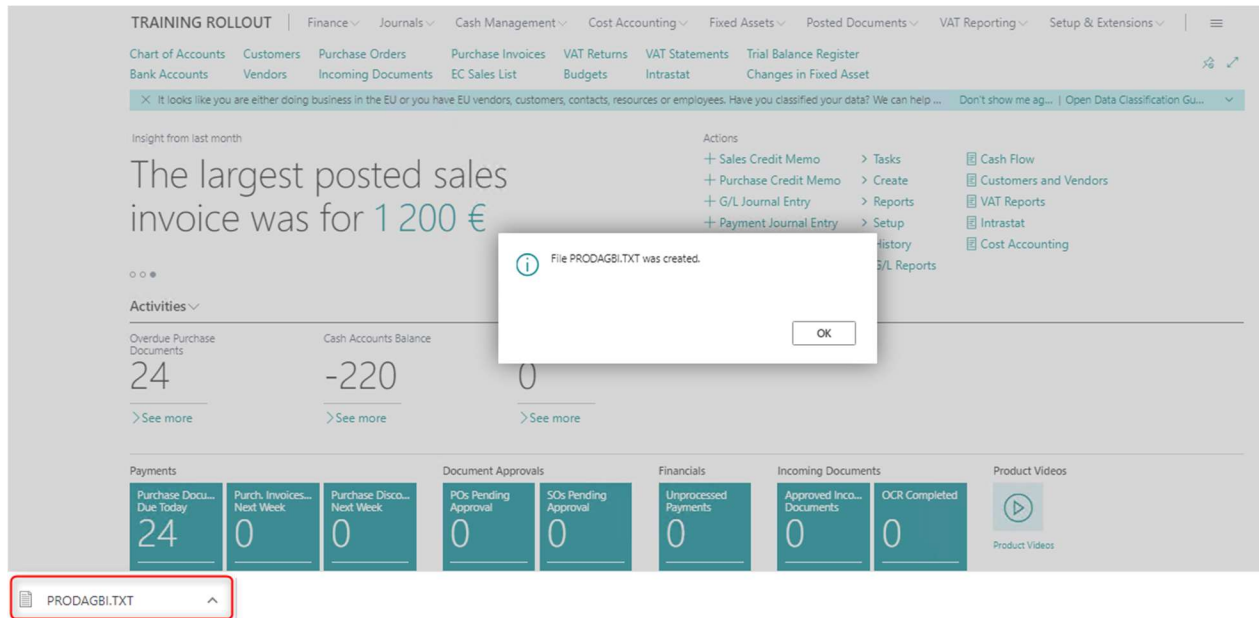 TRAINING ROLLOUT Finance Journals Cash Management Cost Accounting Fixed Assets Posted Documents VAT Reporting Setup & Extensions
Chart of Accounts Customers Purchase Orders Purchase Invoices VAT Returns VAT Statements Trial Balance Register
Bank Accounts Vendors Incoming Documents EC Sales List Budgets Intrastat Changes in Fixed Asset
It looks like you are either doing business in the EU or you have EU vendors, customers, contacts, resources or employees. Have you classified your data? We can help ... Don't show me ag... | Open Data Classification Gu...
Insight from last month
The largest posted sales
invoice was for 1 200 €
Actions
+ Sales Credit Memo > Tasks Cash Flow
+ Purchase Credit Memo > Create Customers and Vendors
+ G/L Journal Entry > Reports VAT Reports
+ Payment Journal Entry > Setup Intrastat
History Cost Accounting
G/L Reports
File PRODAGBI.TXT was created.
OK
Activities
Overdue Purchase
Documents
24
>See more
Cash Accounts Balance
-220
>See more
0
>See more
Payments
Purchase Docu...
Due Today
24
Purch. Invoices...
Next Week
0
Purchase Disco...
Next Week
0
Document Approvals
POs Pending
Approval
0
SOs Pending
Approval
0
Financials
Unprocessed
Payments
0
Incoming Documents
Approved Inco...
Documents
0
OCR Completed
0
Product Videos
Product Videos
PRODAGBI.TXT